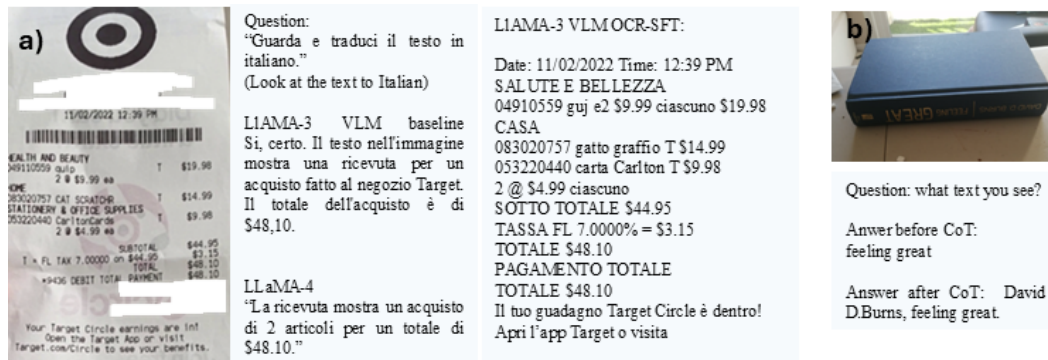 a)
11/02/2022 12:39 PM
HEALTH AND BEAUTY
049110559 quip T $19.98
2 @ $9.99 ea
HOME
083020757 CAT SCRATCHR T $14.99
STATIONERY & OFFICE SUPPLIES
053220440 CarltonCards T $9.98
2 @ $4.99 ea
SUBTOTAL $44.95
T = FL TAX 7.00000 on $44.95 $3.15
TOTAL $48.10
*9436 DEBIT TOTAL PAYMENT $48.10
Your Target Circle earnings are in!
Open the Target App or visit
Target.com/Circle to see your benefits.
Question:
“Guarda e traduci il testo in
italiano.”
(Look at the text to Italian)
L1AMA-3 VLM baseline
Si, certo. Il testo nell'immagine
mostra una ricevuta per un
acquisto fatto al negozio Target.
Il totale dell'acquisto è di
$48,10.
LLaMA-4
“La ricevuta mostra un acquisto
di 2 articoli per un totale di
$48.10.”
L1AMA-3 VLM OCR-SFT:
Date: 11/02/2022 Time: 12:39 PM
SALUTE E BELLEZZA
04910559 guj e2 $9.99 ciascuno $19.98
CASA
083020757 gatto graffio T $14.99
053220440 carta Carlton T $9.98
2 @ $4.99 ciascuno
SOTTO TOTALE $44.95
TASSA FL 7.0000% = $3.15
TOTALE $48.10
PAGAMENTO TOTALE
TOTALE $48.10
Il tuo guadagno Target Circle è dentro!
Apri l'app Target o visita
b)
DAVID D. BURNS FEELING GREAT
Question: what text you see?
Anwer before CoT:
feeling great
Answer after CoT: David
D.Burns, feeling great.